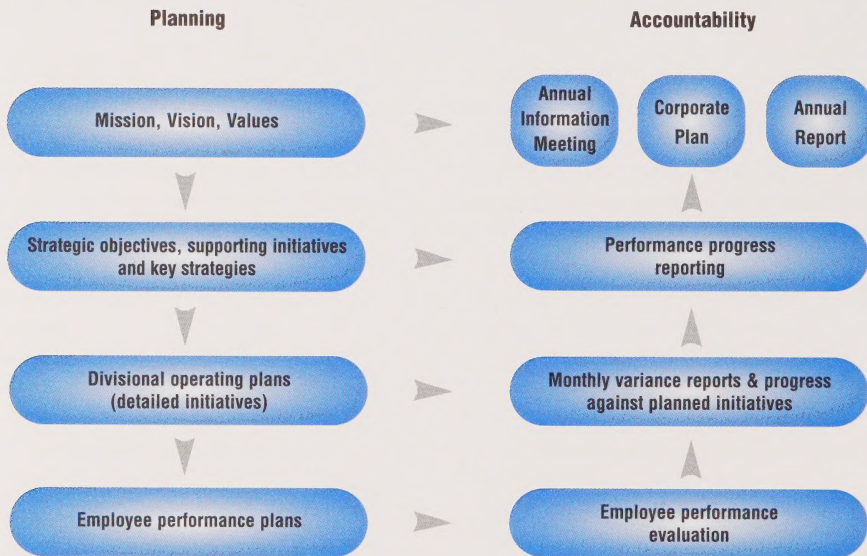 Planning
Accountability
Mission, Vision, Values
Annual
Information
Meeting
Corporate
Plan
Annual
Report
Strategic objectives, supporting initiatives
and key strategies
Performance progress
reporting
Divisional operating plans
(detailed initiatives)
Monthly variance reports & progress
against planned initiatives
Employee performance plans
Employee performance
evaluation